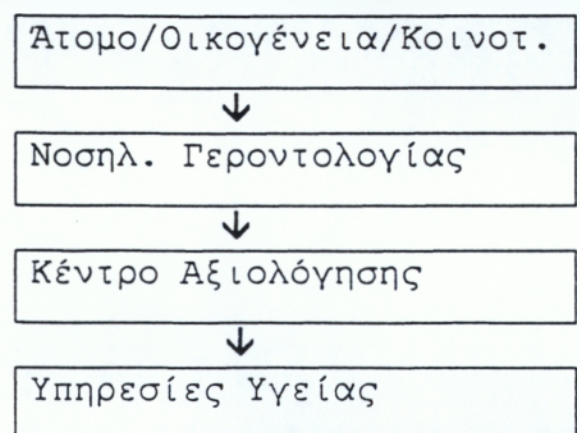 Άτομο/Οικογένεια/Κοινοτ.
Νοσηλ. Γεροντολογίας
Κέντρο Αξιολόγησης
Υπηρεσίες Υγείας